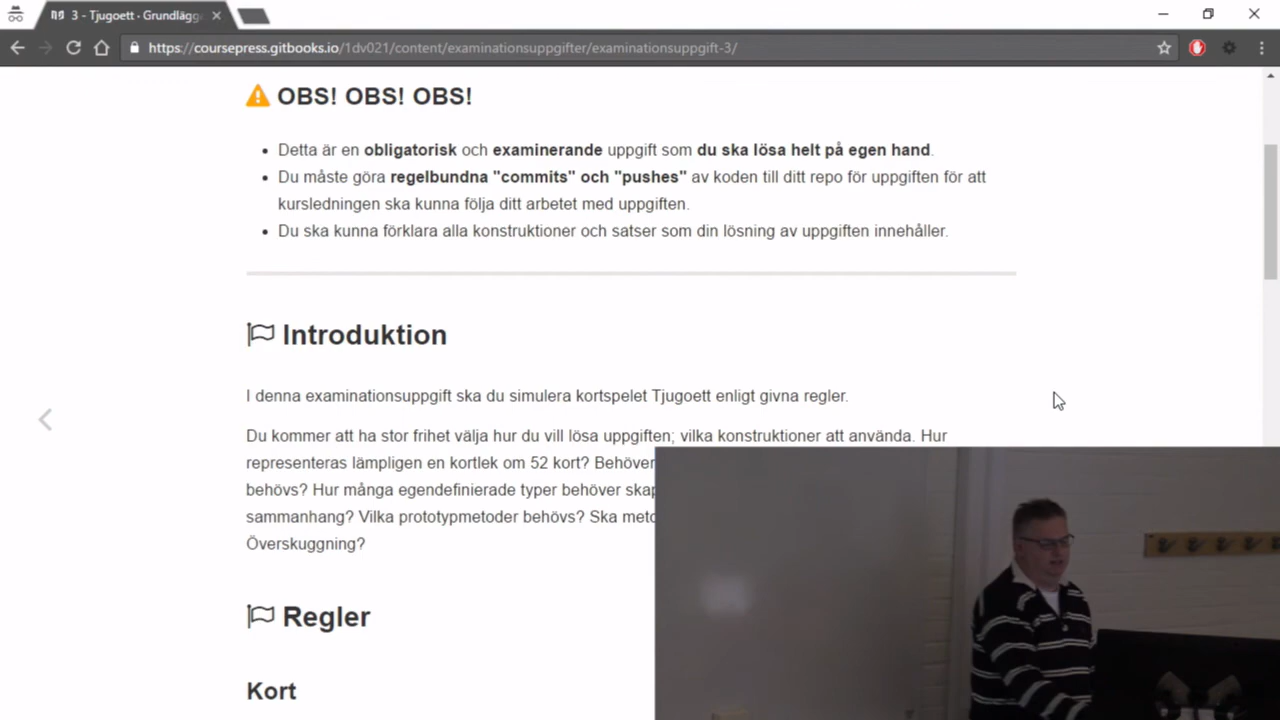 3 - Tjugoett · Grundlägg
https://coursepress.gitbooks.io/1dv021/content/examinationsuppgifter/examinationsuppgift-3/
OBS! OBS! OBS!
• Detta är en obligatorisk och examinerande uppgift som du ska lösa helt på egen hand.
• Du måste göra regelbundna "commits" och "pushes" av koden till ditt repo för uppgiften för att
kursledningen ska kunna följa ditt arbetet med uppgiften.
• Du ska kunna förklara alla konstruktioner och satser som din lösning av uppgiften innehåller.
Introduktion
I denna examinationsuppgift ska du simulera kortspelet Tjugoett enligt givna regler.
Du kommer att ha stor frihet välja hur du vill lösa uppgiften; vilka konstruktioner att använda. Hur
representeras lämpligen en kortlek om 52 kort? Behöver
behövs? Hur många egendefinierade typer behöver skap
sammanhang? Vilka prototypmetoder behövs? Ska meto
Överskuggning?
Regler
Kort